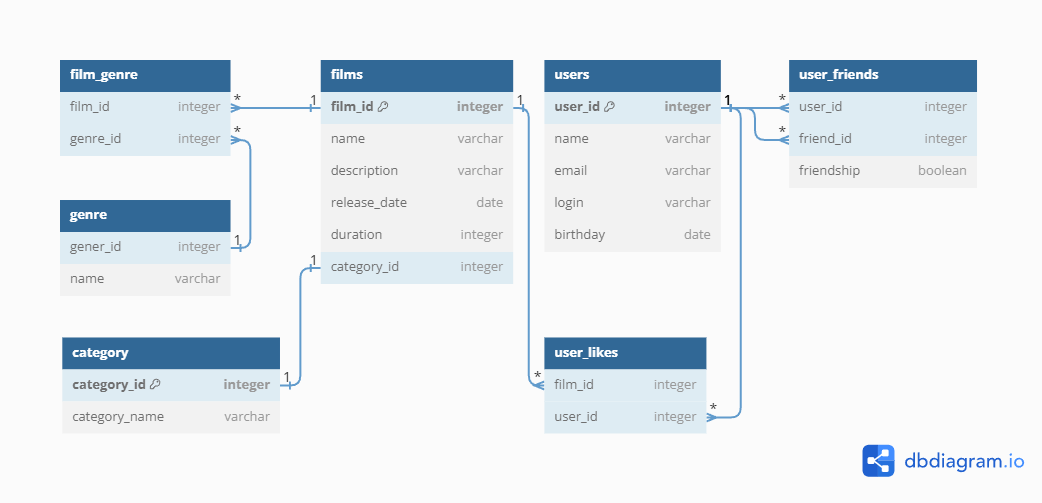 film_genre
film_id integer
genre_id integer
* 
*
genre
gener_id integer
name varchar
1
category
category_id integer
category_name varchar
1
films
film_id integer
name varchar
description varchar
release_date date
duration integer
category_id integer
1
1
1
users
user_id integer
name varchar
email varchar
login varchar
birthday date
1
user_likes
film_id integer
user_id integer
*
*
user_friends
user_id integer
friend_id integer
friendship boolean
*
*
dbdiagram.io